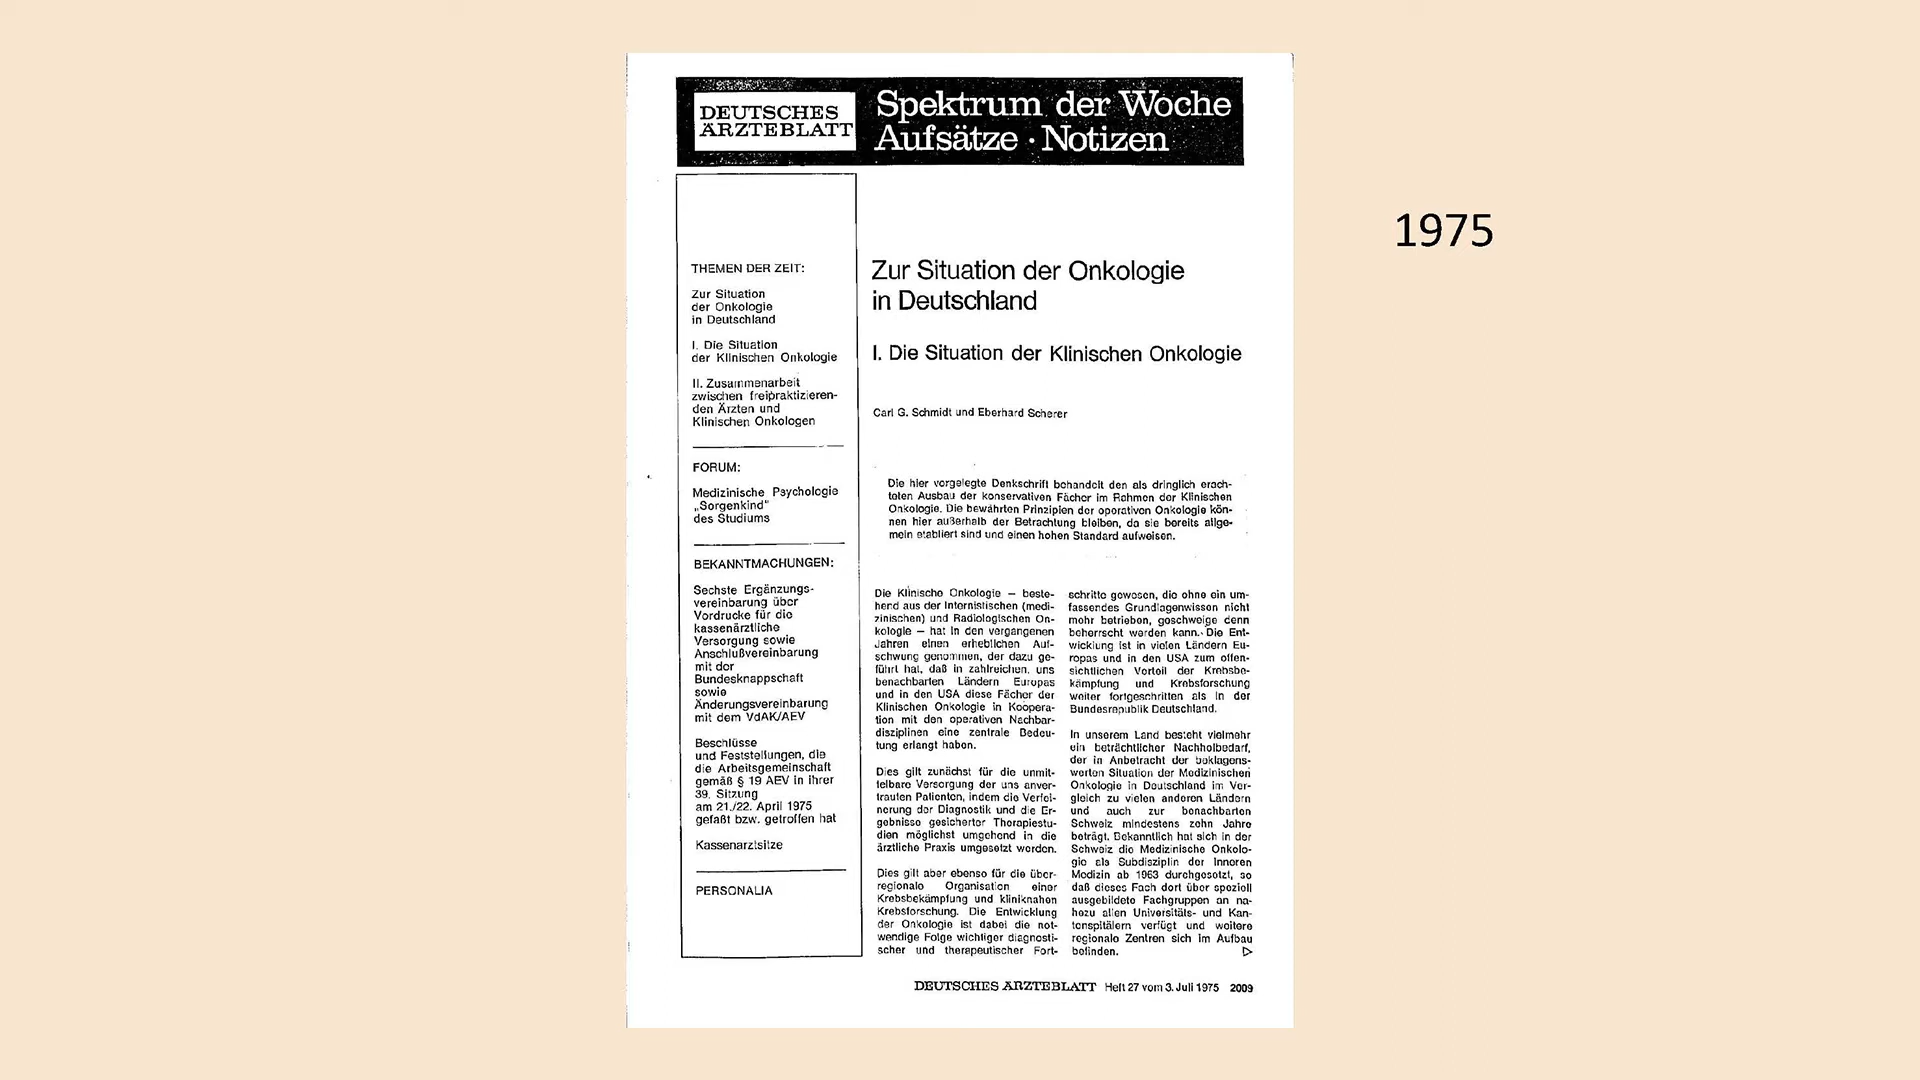 DEUTSCHES
ÄRZTEBLATT
Spektrum der Woche
Aufsätze · Notizen
1975
THEMEN DER ZEIT:
Zur Situation
der Onkologie
in Deutschland
I. Die Situation
der Klinischen Onkologie
II. Zusammenarbeit
zwischen freipraktizieren-
den Ärzten und
Klinischen Onkologen
FORUM:
Medizinische Psychologie
„Sorgenkind"
des Studiums
BEKANNTMACHUNGEN:
Sechste Ergänzungs-
vereinbarung über
Vordrucke für die
kassenärztliche
Versorgung sowie
Anschlußvereinbarung
mit der
Bundesknappschaft
sowie
Änderungsvereinbarung
mit dem VdAK/AEV
Beschlüsse
und Feststellungen, die
die Arbeitsgemeinschaft
gemäß § 19 AEV in ihrer
39. Sitzung
am 21./22. April 1975
gefaßt bzw. getroffen hat
Kassenarztsitze
PERSONALIA
Zur Situation der Onkologie
in Deutschland
I. Die Situation der Klinischen Onkologie
Carl G. Schmidt und Eberhard Scherer
Die hier vorgelegte Denkschrift behandelt den als dringlich erach-
teten Ausbau der konservativen Fächer im Rahmen der Klinischen
Onkologie. Die bewährten Prinzipien der operativen Onkologie kön-
nen hier außerhalb der Betrachtung bleiben, da sie bereits allge-
mein etabliert sind und einen hohen Standard aufweisen.
Die Klinische Onkologie — beste-
hend aus der Internistischen (medi-
zinischen) und Radiologischen On-
kologie — hat in den vergangenen
Jahren einen erheblichen Auf-
schwung genommen, der dazu ge-
führt hat, daß in zahlreichen, uns
benachbarten Ländern Europas
und in den USA diese Fächer der
Klinischen Onkologie in Koopera-
tion mit den operativen Nachbar-
disziplinen eine zentrale Bedeu-
tung erlangt haben.
Dies gilt zunächst für die unmit-
telbare Versorgung der uns anver-
trauten Patienten, indem die Verfei-
nerung der Diagnostik und die Er-
gebnisse gesicherter Therapiestu-
dien möglichst umgehend in die
ärztliche Praxis umgesetzt werden.
Dies gilt aber ebenso für die über-
regionale Organisation einer
Krebsbekämpfung und kliniknahen
Krebsforschung. Die Entwicklung
der Onkologie ist dabei die not-
wendige Folge wichtiger diagnosti-
scher und therapeutischer Fort-
schritte gewesen, die ohne ein um-
fassendes Grundlagenwissen nicht
mehr betrieben, geschweige denn
beherrscht werden kann. Die Ent-
wicklung ist in vielen Ländern Eu-
ropas und in den USA zum offen-
sichtlichen Vorteil der Krebsbe-
kämpfung und Krebsforschung
weiter fortgeschritten als in der
Bundesrepublik Deutschland.
In unserem Land besteht vielmehr
ein beträchtlicher Nachholbedarf,
der in Anbetracht der beklagens-
werten Situation der Medizinischen
Onkologie in Deutschland im Ver-
gleich zu vielen anderen Ländern
und auch zur benachbarten
Schweiz mindestens zehn Jahre
beträgt. Bekanntlich hat sich in der
Schweiz die Medizinische Onkolo-
gie als Subdisziplin der Inneren
Medizin ab 1963 durchgesetzt, so
daß dieses Fach dort über speziell
ausgebildete Fachgruppen an na-
hezu allen Universitäts- und Kan-
tonspitälern verfügt und weitere
regionale Zentren sich im Aufbau
befinden.
DEUTSCHES ÄRZTEBLATT Heft 27 vom 3. Juli 1975 2009